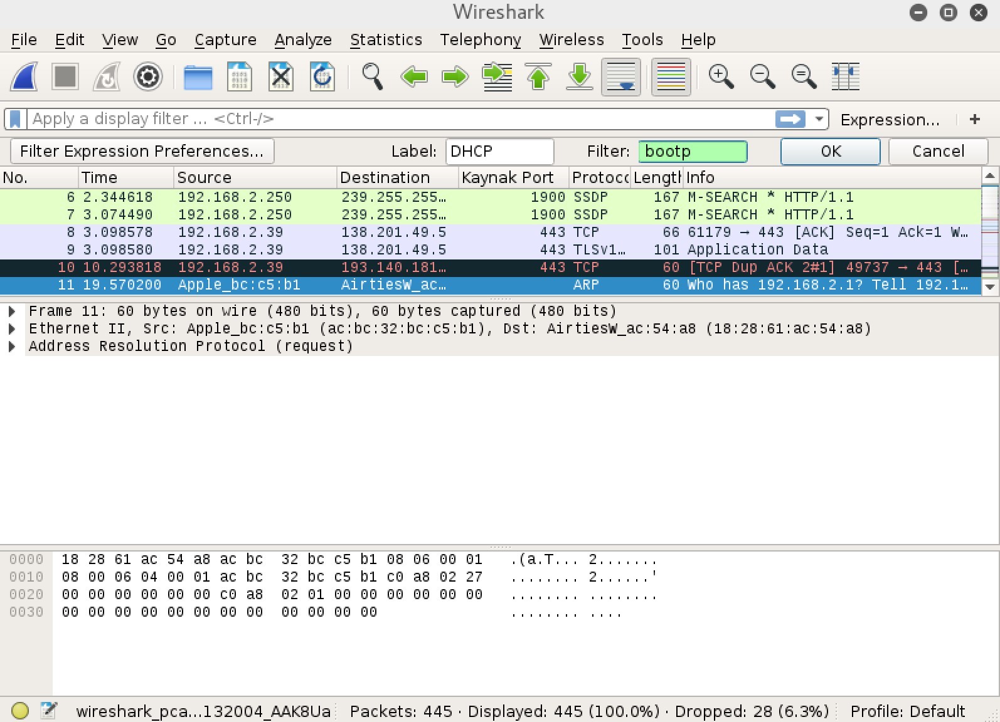 Wireshark
File Edit View Go Capture Analyze Statistics Telephony Wireless Tools Help
Apply a display filter ... <Ctrl-/> Expression... +
Filter Expression Preferences... Label: DHCP Filter: bootp OK Cancel
No. Time Source Destination Kaynak Port Protoc Length Info
6 2.344618 192.168.2.250 239.255.255… 1900 SSDP 167 M-SEARCH * HTTP/1.1
7 3.074490 192.168.2.250 239.255.255… 1900 SSDP 167 M-SEARCH * HTTP/1.1
8 3.098578 192.168.2.39 138.201.49.5 443 TCP 66 61179 → 443 [ACK] Seq=1 Ack=1 W…
9 3.098580 192.168.2.39 138.201.49.5 443 TLSv1… 101 Application Data
10 10.293818 192.168.2.39 193.140.181… 443 TCP 60 [TCP Dup ACK 2#1] 49737 → 443 […
11 19.570200 Apple_bc:c5:b1 AirtiesW_ac… ARP 60 Who has 192.168.2.1? Tell 192.1…
Frame 11: 60 bytes on wire (480 bits), 60 bytes captured (480 bits)
Ethernet II, Src: Apple_bc:c5:b1 (ac:bc:32:bc:c5:b1), Dst: AirtiesW_ac:54:a8 (18:28:61:ac:54:a8)
Address Resolution Protocol (request)
0000 18 28 61 ac 54 a8 ac bc 32 bc c5 b1 08 06 00 01 .(a.T... 2.......
0010 08 00 06 04 00 01 ac bc 32 bc c5 b1 c0 a8 02 27 ........ 2......'
0020 00 00 00 00 00 00 c0 a8 02 01 00 00 00 00 00 00 ........ ........
0030 00 00 00 00 00 00 00 00 00 00 00 00 ........ ....
wireshark_pca...132004_AAK8Ua Packets: 445 · Displayed: 445 (100.0%) · Dropped: 28 (6.3%) Profile: Default